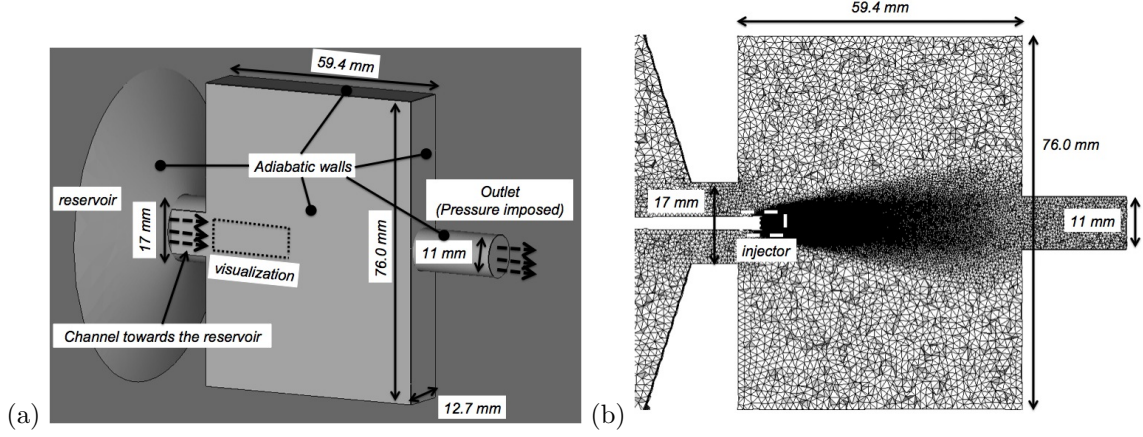 59.4 mm
Adiabatic walls
reservoir
17 mm
Outlet
(Pressure imposed)
76.0 mm
11 mm
visualization
Channel towards the reservoir
12.7 mm
(a)
59.4 mm
76.0 mm
17 mm
11 mm
injector
(b)